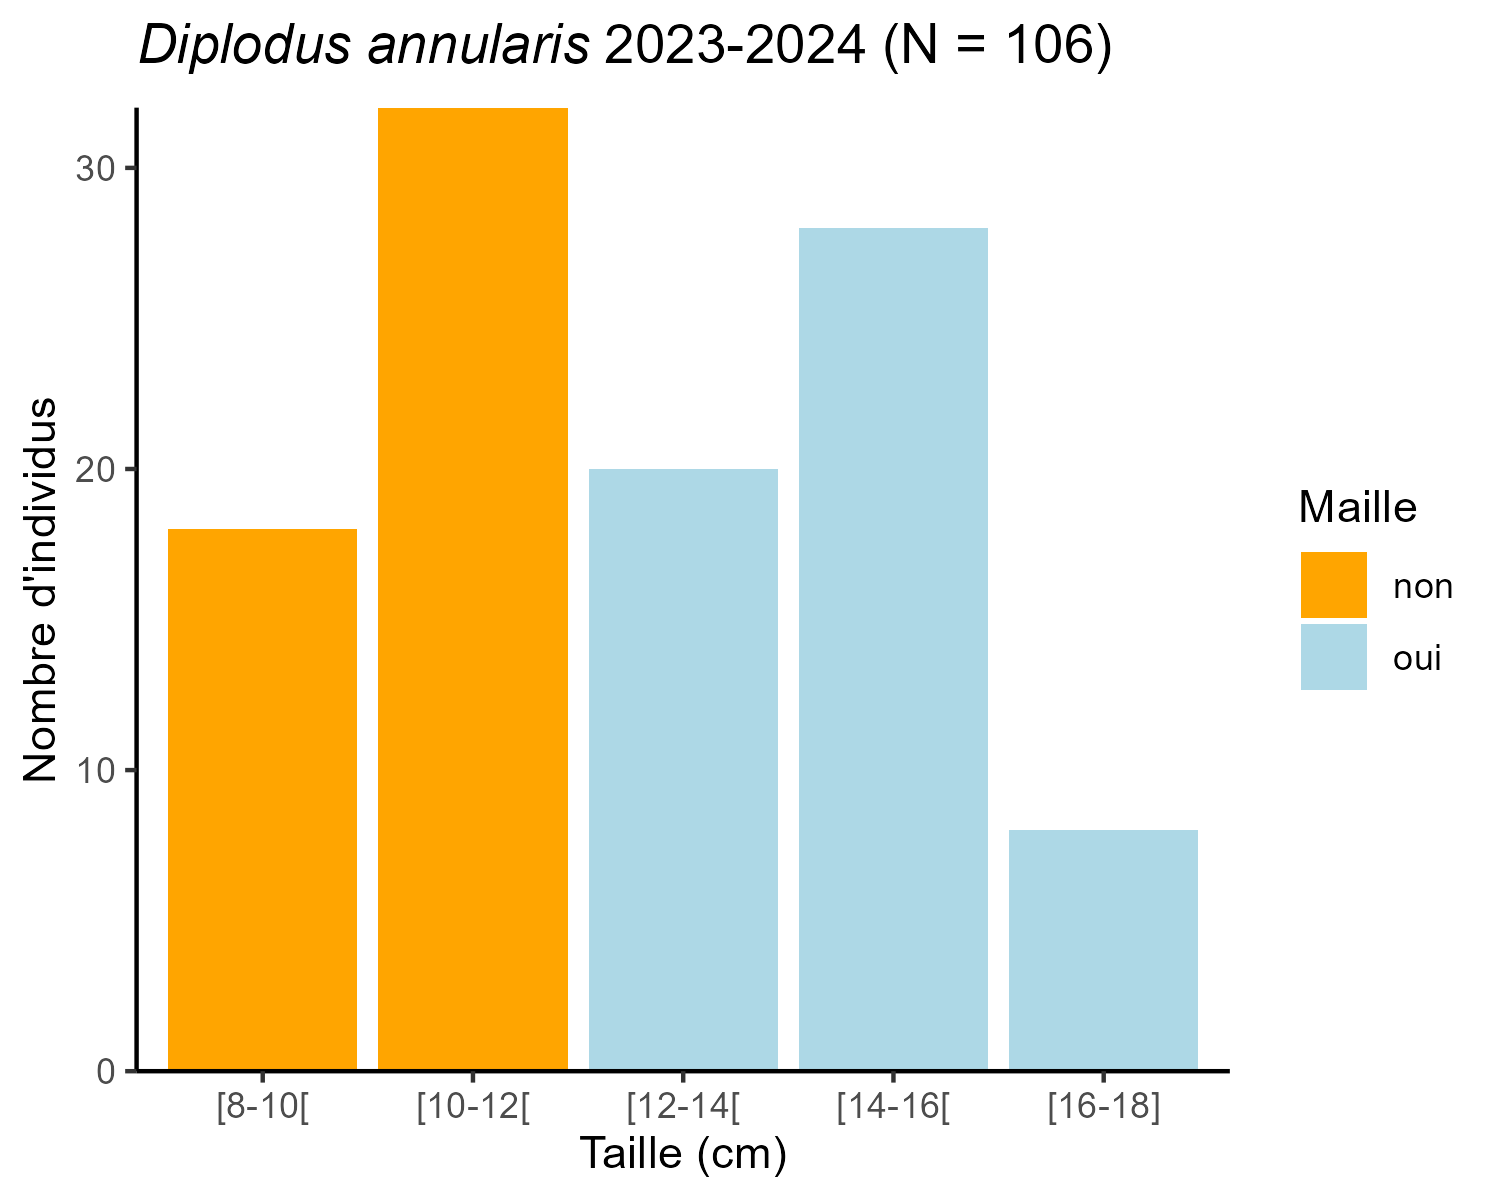 Diplodus annularis 2023-2024 (N = 106)
Nombre d'individus
30
20
10
0
[8-10[ [10-12[ [12-14[ [14-16[ [16-18]
Taille (cm)
Maille
non
oui